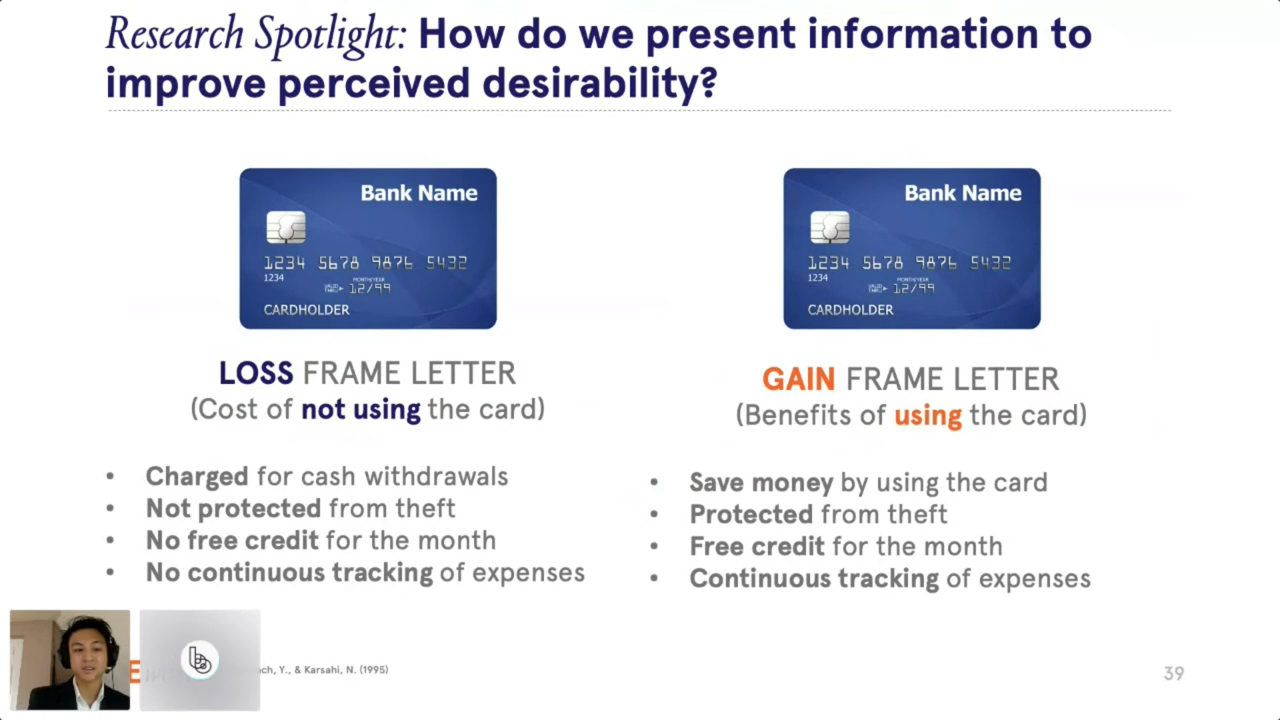 Research Spotlight: How do we present information to
improve perceived desirability?
Bank Name
1234 5678 9876 5432
1234
MONTH/YEAR
VALID THRU 12/99
CARDHOLDER
LOSS FRAME LETTER
(Cost of not using the card)
• Charged for cash withdrawals
• Not protected from theft
• No free credit for the month
• No continuous tracking of expenses
Bank Name
1234 5678 9876 5432
1234
MONTH/YEAR
VALID THRU 12/99
CARDHOLDER
GAIN FRAME LETTER
(Benefits of using the card)
• Save money by using the card
• Protected from theft
• Free credit for the month
• Continuous tracking of expenses
Y., & Karsahi, N. (1995)
39